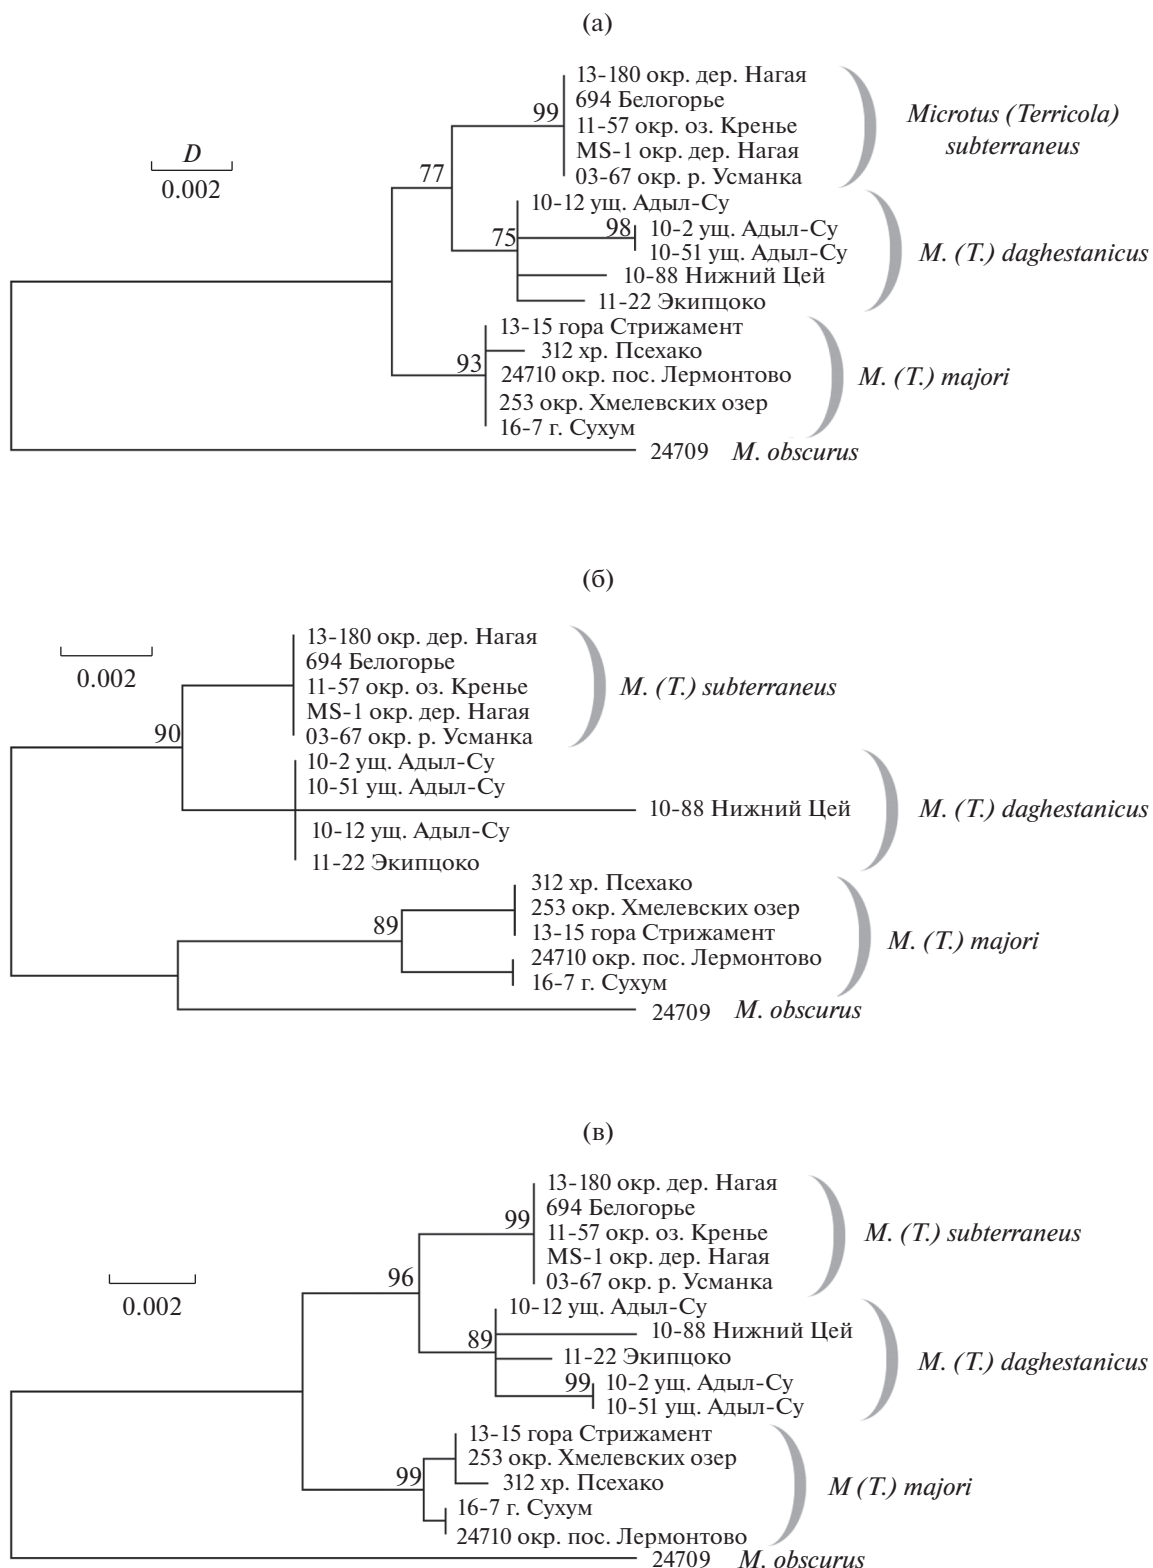 (а)
D
0.002
99
77
75
98
93
13-180 окр. дер. Нагая
694 Белогорье
11-57 окр. оз. Кренье
MS-1 окр. дер. Нагая
03-67 окр. р. Усманка
Microtus (Terricola)
subterraneus
10-12 ущ. Адыл-Су
10-2 ущ. Адыл-Су
10-51 ущ. Адыл-Су
10-88 Нижний Цей
11-22 Экипцоко
M. (T.) daghestanicus
13-15 гора Стрижамент
312 хр. Псехако
24710 окр. пос. Лермонтово
253 окр. Хмелевских озер
16-7 г. Сухум
M. (T.) majori
24709 M. obscurus
(б)
0.002
90
89
13-180 окр. дер. Нагая
694 Белогорье
11-57 окр. оз. Кренье
MS-1 окр. дер. Нагая
03-67 окр. р. Усманка
M. (T.) subterraneus
10-2 ущ. Адыл-Су
10-51 ущ. Адыл-Су
10-88 Нижний Цей
10-12 ущ. Адыл-Су
11-22 Экипцоко
M. (T.) daghestanicus
312 хр. Псехако
253 окр. Хмелевских озер
13-15 гора Стрижамент
24710 окр. пос. Лермонтово
16-7 г. Сухум
M. (T.) majori
24709 M. obscurus
(в)
0.002
99
96
89
99
99
13-180 окр. дер. Нагая
694 Белогорье
11-57 окр. оз. Кренье
MS-1 окр. дер. Нагая
03-67 окр. р. Усманка
M. (T.) subterraneus
10-12 ущ. Адыл-Су
10-88 Нижний Цей
11-22 Экипцоко
10-2 ущ. Адыл-Су
10-51 ущ. Адыл-Су
M. (T.) daghestanicus
13-15 гора Стрижамент
253 окр. Хмелевских озер
312 хр. Псехако
16-7 г. Сухум
24710 окр. пос. Лермонтово
M (T.) majori
24709 M. obscurus